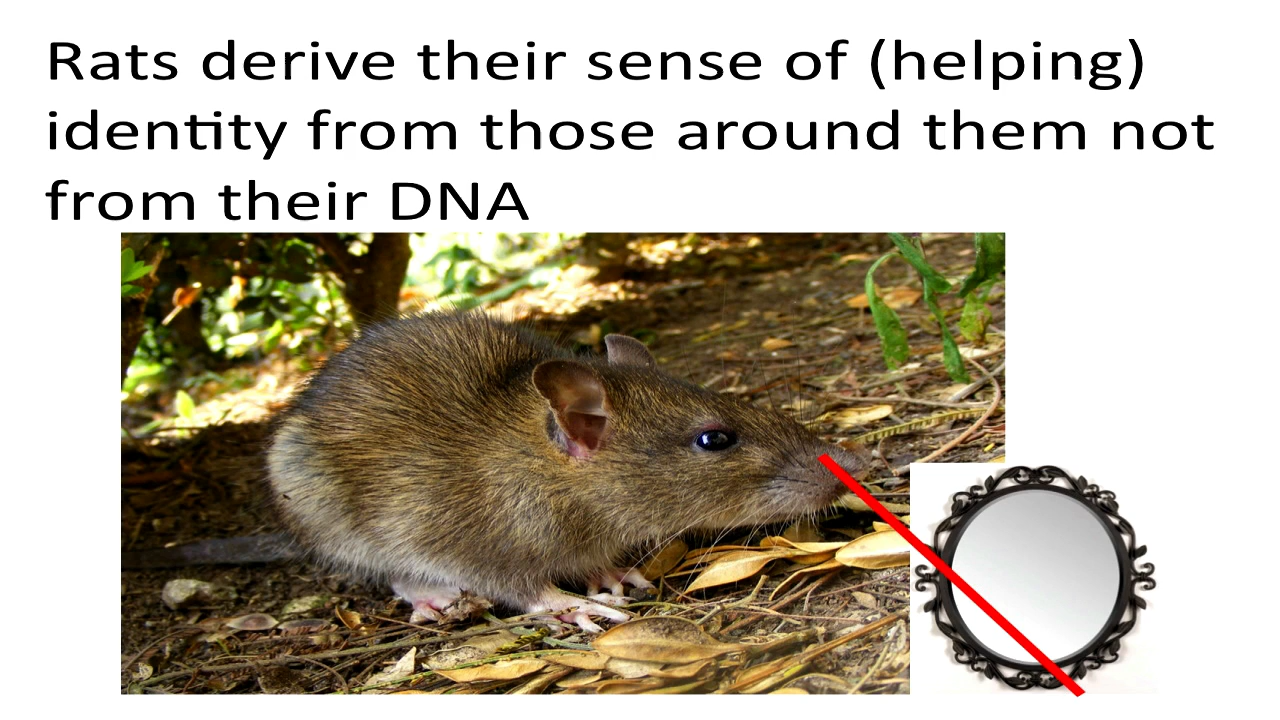 Rats derive their sense of (helping)
identity from those around them not
from their DNA